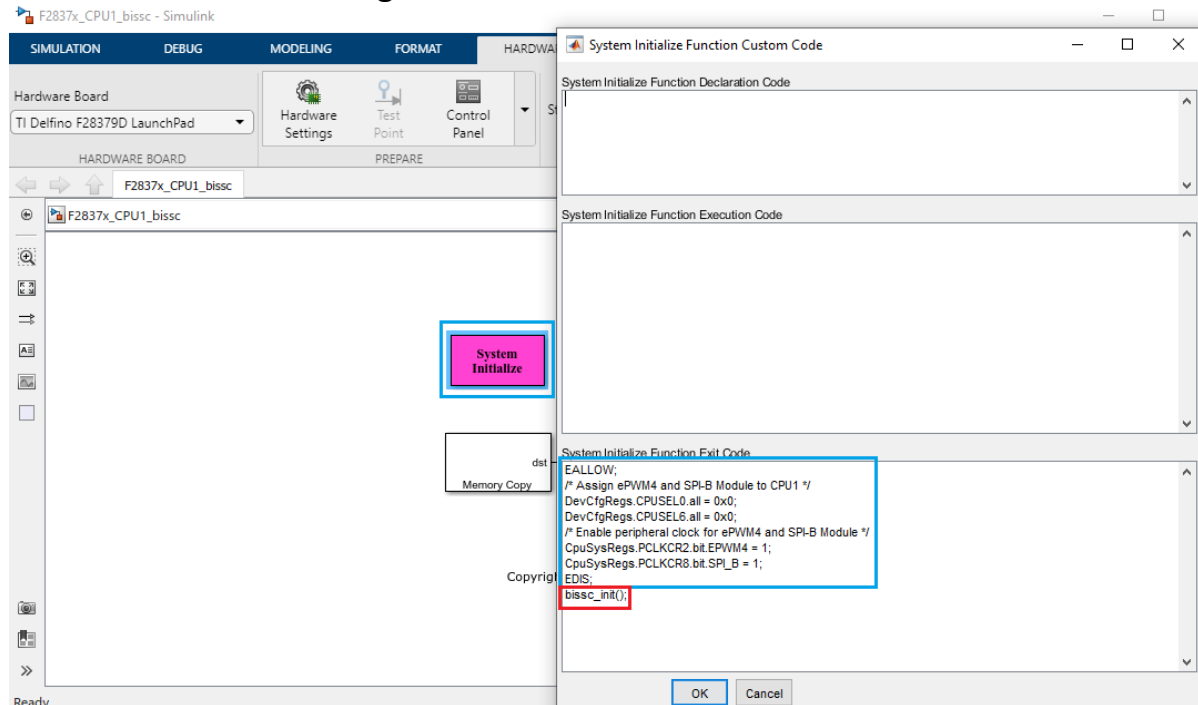 F2837x_CPU1_bissc - Simulink
SIMULATION DEBUG MODELING FORMAT HARDWA
Hardware Board
TI Delfino F28379D LaunchPad
Hardware Settings
Test Point
Control Panel
St
HARDWARE BOARD PREPARE
F2837x_CPU1_bissc
F2837x_CPU1_bissc
System
Initialize
dst
Memory Copy
Copyrig
Ready
System Initialize Function Custom Code
System Initialize Function Declaration Code
System Initialize Function Execution Code
System Initialize Function Exit Code
EALLOW;
/* Assign ePWM4 and SPI-B Module to CPU1 */
DevCfgRegs.CPUSEL0.all = 0x0;
DevCfgRegs.CPUSEL6.all = 0x0;
/* Enable peripheral clock for ePWM4 and SPI-B Module */
CpuSysRegs.PCLKCR2.bit.EPWM4 = 1;
CpuSysRegs.PCLKCR8.bit.SPI_B = 1;
EDIS;
bissc_init();
OK Cancel